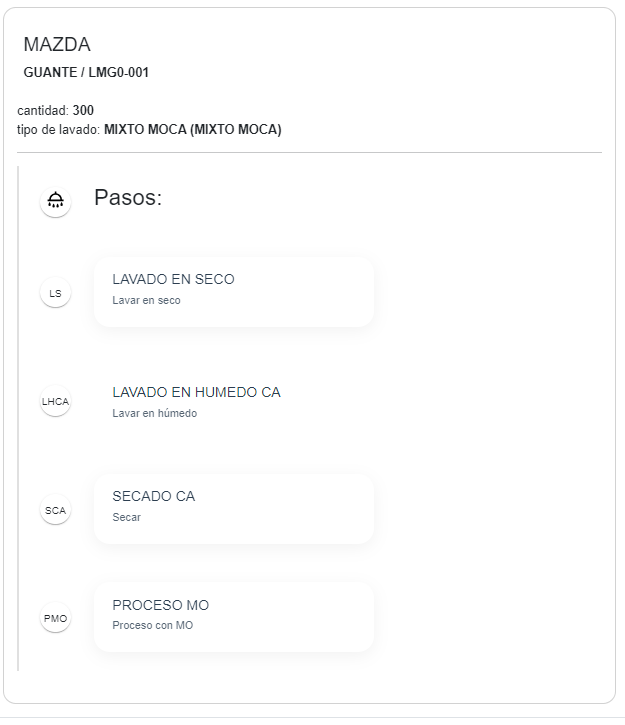 MAZDA
GUANTE / LMG0-001
cantidad: 300
tipo de lavado: MIXTO MOCA (MIXTO MOCA)
Pasos:
LS
LAVADO EN SECO
Lavar en seco
LHCA
LAVADO EN HUMEDO CA
Lavar en húmedo
SCA
SECADO CA
Secar
PMO
PROCESO MO
Proceso con MO